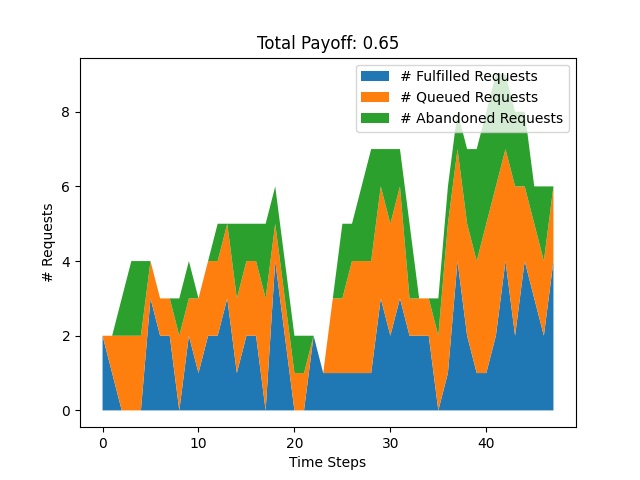 Total Payoff: 0.65
# Fulfilled Requests
# Queued Requests
# Abandoned Requests
# Requests
8
6
4
2
0
0
10
20
30
40
Time Steps